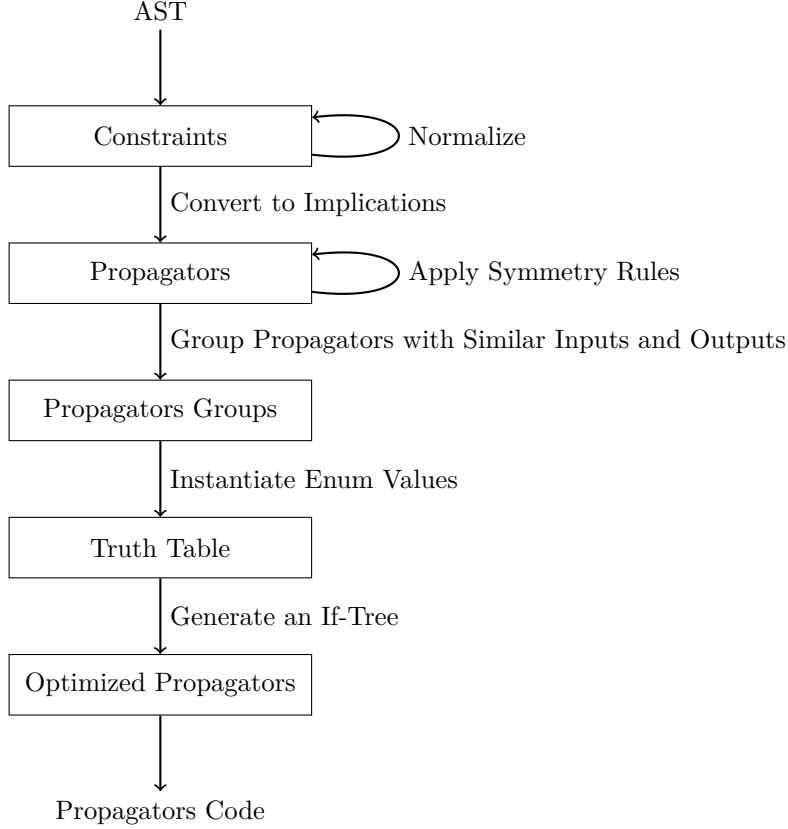 AST
Constraints
Normalize
Convert to Implications
Propagators
Apply Symmetry Rules
Group Propagators with Similar Inputs and Outputs
Propagators Groups
Instantiate Enum Values
Truth Table
Generate an If-Tree
Optimized Propagators
Propagators Code